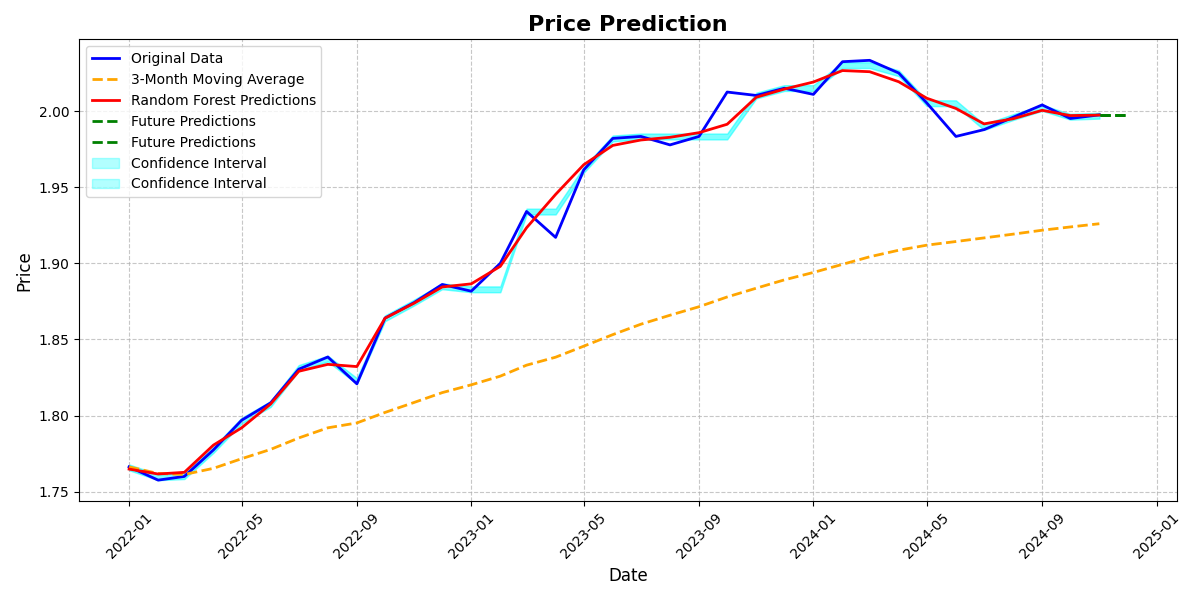 Price Prediction
Original Data
3-Month Moving Average
Random Forest Predictions
Future Predictions
Future Predictions
Confidence Interval
Confidence Interval
Price
2.00
1.95
1.90
1.85
1.80
1.75
2022-01
2022-05
2022-09
2023-01
2023-05
2023-09
2024-01
2024-05
2024-09
2025-01
Date